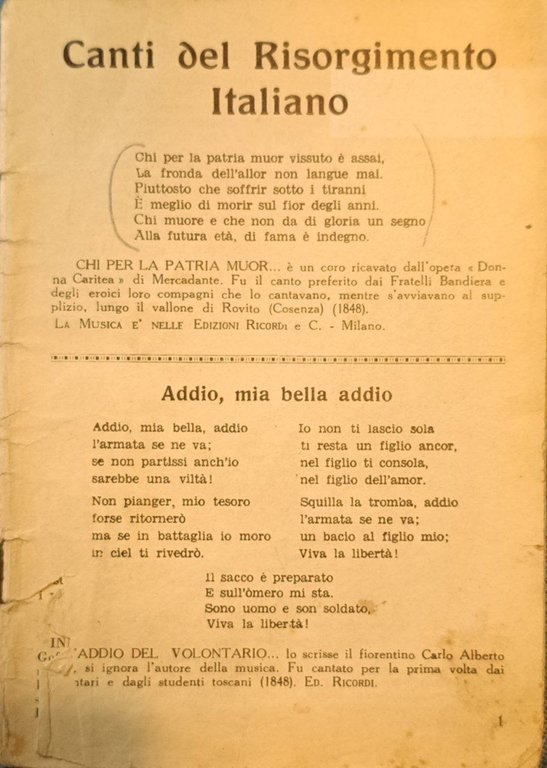 Canti del Risorgimento
Italiano
Chi per la patria muor vissuto è assai,
La fronda dell'allor non langue mai.
Piuttosto che soffrir sotto i tiranni
È meglio di morir sul fior degli anni.
Chi muore e che non da di gloria un segno
Alla futura età, di fama è indegno.
CHI PER LA PATRIA MUOR... è un coro ricavato dall'opera « Don-
na Caritea » di Mercadante. Fu il canto preferito dai Fratelli Bandiera e
degli eroici loro compagni che lo cantavano, mentre s'avviavano al sup-
plizio, lungo il vallone di Rovito (Cosenza) (1848).
LA MUSICA E' NELLE EDIZIONI RICORDI e C. - Milano.
Addio, mia bella addio
Addio, mia bella, addio
l'armata se ne va;
se non partissi anch'io
sarebbe una viltà!
Non pianger, mio tesoro
forse ritornerò
ma se in battaglia io moro
in ciel ti rivedrò.
Io non ti lascio sola
ti resta un figlio ancor,
nel figlio ti consola,
nel figlio dell'amor.
Squilla la tromba, addio
l'armata se ne va;
un bacio al figlio mio;
Viva la libertà!
Il sacco è preparato
E sull'òmero mi sta.
Sono uomo e son soldato,
Viva la libertà!
IN
ADDIO DEL VOLONTARIO... lo scrisse il fiorentino Carlo Alberto
si ignora l'autore della musica. Fu cantato per la prima volta dai
tari e dagli studenti toscani (1848). ED. RICORDI.
1